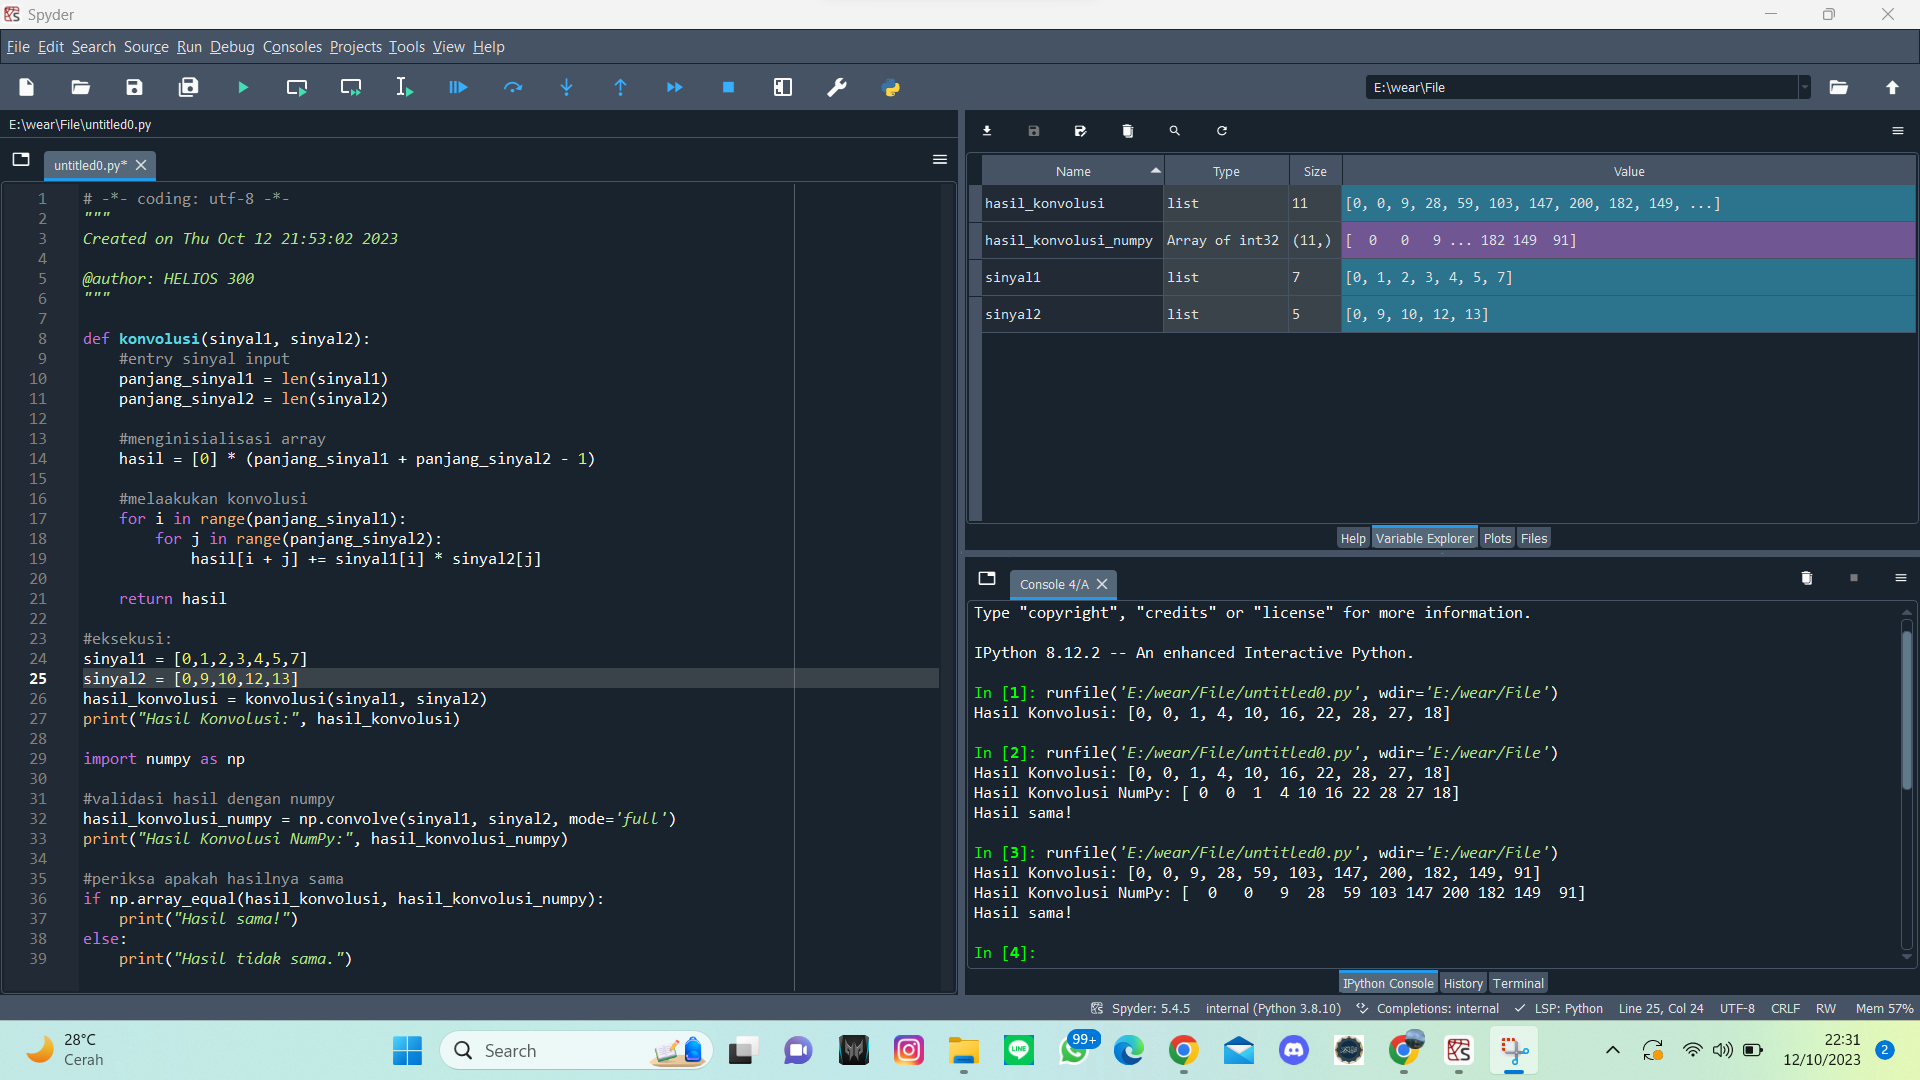 Spyder
File Edit Search Source Run Debug Consoles Projects Tools View Help
E:\wear\File
E:\wear\File\untitled0.py
untitled0.py*
1 # -*- coding: utf-8 -*-
2 """
3 Created on Thu Oct 12 21:53:02 2023
4
5 @author: HELIOS 300
6 """
7
8 def konvolusi(sinyal1, sinyal2):
9     #entry sinyal input
10     panjang_sinyal1 = len(sinyal1)
11     panjang_sinyal2 = len(sinyal2)
12
13     #menginisialisasi array
14     hasil = [0] * (panjang_sinyal1 + panjang_sinyal2 - 1)
15
16     #melaakukan konvolusi
17     for i in range(panjang_sinyal1):
18         for j in range(panjang_sinyal2):
19             hasil[i + j] += sinyal1[i] * sinyal2[j]
20
21     return hasil
22
23 #eksekusi:
24 sinyal1 = [0,1,2,3,4,5,7]
25 sinyal2 = [0,9,10,12,13]
26 hasil_konvolusi = konvolusi(sinyal1, sinyal2)
27 print("Hasil Konvolusi:", hasil_konvolusi)
28
29 import numpy as np
30
31 #validasi hasil dengan numpy
32 hasil_konvolusi_numpy = np.convolve(sinyal1, sinyal2, mode='full')
33 print("Hasil Konvolusi NumPy:", hasil_konvolusi_numpy)
34
35 #periksa apakah hasilnya sama
36 if np.array_equal(hasil_konvolusi, hasil_konvolusi_numpy):
37     print("Hasil sama!")
38 else:
39     print("Hasil tidak sama.")
Name Type Size Value
hasil_konvolusi list 11 [0, 0, 9, 28, 59, 103, 147, 200, 182, 149, ...]
hasil_konvolusi_numpy Array of int32 (11,) [  0   0   9 ... 182 149  91]
sinyal1 list 7 [0, 1, 2, 3, 4, 5, 7]
sinyal2 list 5 [0, 9, 10, 12, 13]
Help Variable Explorer Plots Files
Console 4/A
Type "copyright", "credits" or "license" for more information.
IPython 8.12.2 -- An enhanced Interactive Python.
In [1]: runfile('E:/wear/File/untitled0.py', wdir='E:/wear/File')
Hasil Konvolusi: [0, 0, 1, 4, 10, 16, 22, 28, 27, 18]
In [2]: runfile('E:/wear/File/untitled0.py', wdir='E:/wear/File')
Hasil Konvolusi: [0, 0, 1, 4, 10, 16, 22, 28, 27, 18]
Hasil Konvolusi NumPy: [ 0  0  1  4 10 16 22 28 27 18]
Hasil sama!
In [3]: runfile('E:/wear/File/untitled0.py', wdir='E:/wear/File')
Hasil Konvolusi: [0, 0, 9, 28, 59, 103, 147, 200, 182, 149, 91]
Hasil Konvolusi NumPy: [  0   0   9  28  59 103 147 200 182 149  91]
Hasil sama!
In [4]:
IPython Console History Terminal
Spyder: 5.4.5 internal (Python 3.8.10) Completions: internal LSP: Python Line 25, Col 24 UTF-8 CRLF RW Mem 57%
28°C
Cerah
Search
LINE
99+
22:31
12/10/2023
2